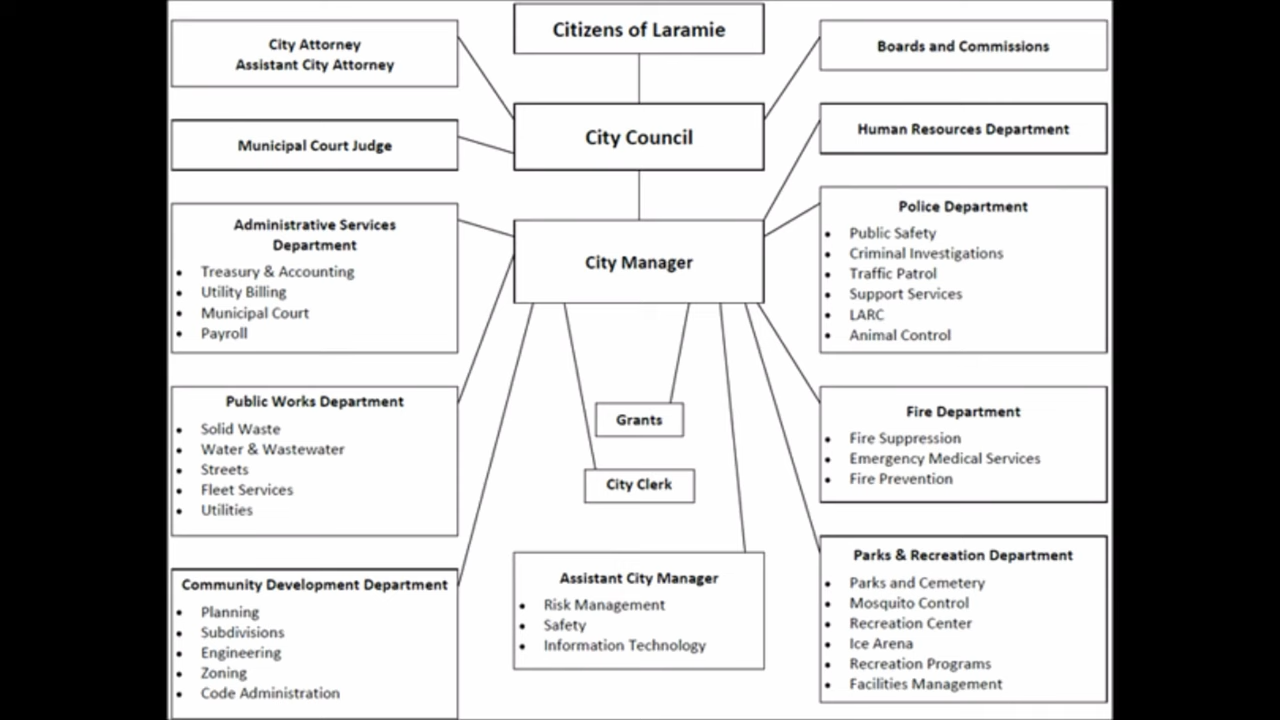 Citizens of Laramie
City Attorney
Assistant City Attorney
Boards and Commissions
City Council
Human Resources Department
Municipal Court Judge
Administrative Services
Department
• Treasury & Accounting
• Utility Billing
• Municipal Court
• Payroll
City Manager
Police Department
• Public Safety
• Criminal Investigations
• Traffic Patrol
• Support Services
• LARC
• Animal Control
Public Works Department
• Solid Waste
• Water & Wastewater
• Streets
• Fleet Services
• Utilities
Grants
City Clerk
Fire Department
• Fire Suppression
• Emergency Medical Services
• Fire Prevention
Community Development Department
• Planning
• Subdivisions
• Engineering
• Zoning
• Code Administration
Assistant City Manager
• Risk Management
• Safety
• Information Technology
Parks & Recreation Department
• Parks and Cemetery
• Mosquito Control
• Recreation Center
• Ice Arena
• Recreation Programs
• Facilities Management